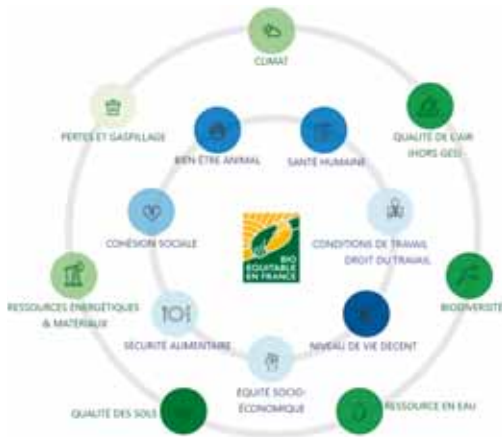 CLIMAT
PERTES ET GASPILLAGE
QUALITÉ DE L'AIR
(HORS GES)
BIEN-ÊTRE ANIMAL
SANTÉ HUMAINE
COHÉSION SOCIALE
BIO
EQUITABLE
EN FRANCE
CONDITIONS DE TRAVAIL
DROIT DU TRAVAIL
RESSOURCES ÉNERGÉTIQUES
& MATÉRIAUX
BIODIVERSITÉ
SÉCURITÉ ALIMENTAIRE
NIVEAU DE VIE DÉCENT
ÉQUITÉ SOCIO-
ÉCONOMIQUE
QUALITÉ DES SOLS
RESSOURCE EN EAU